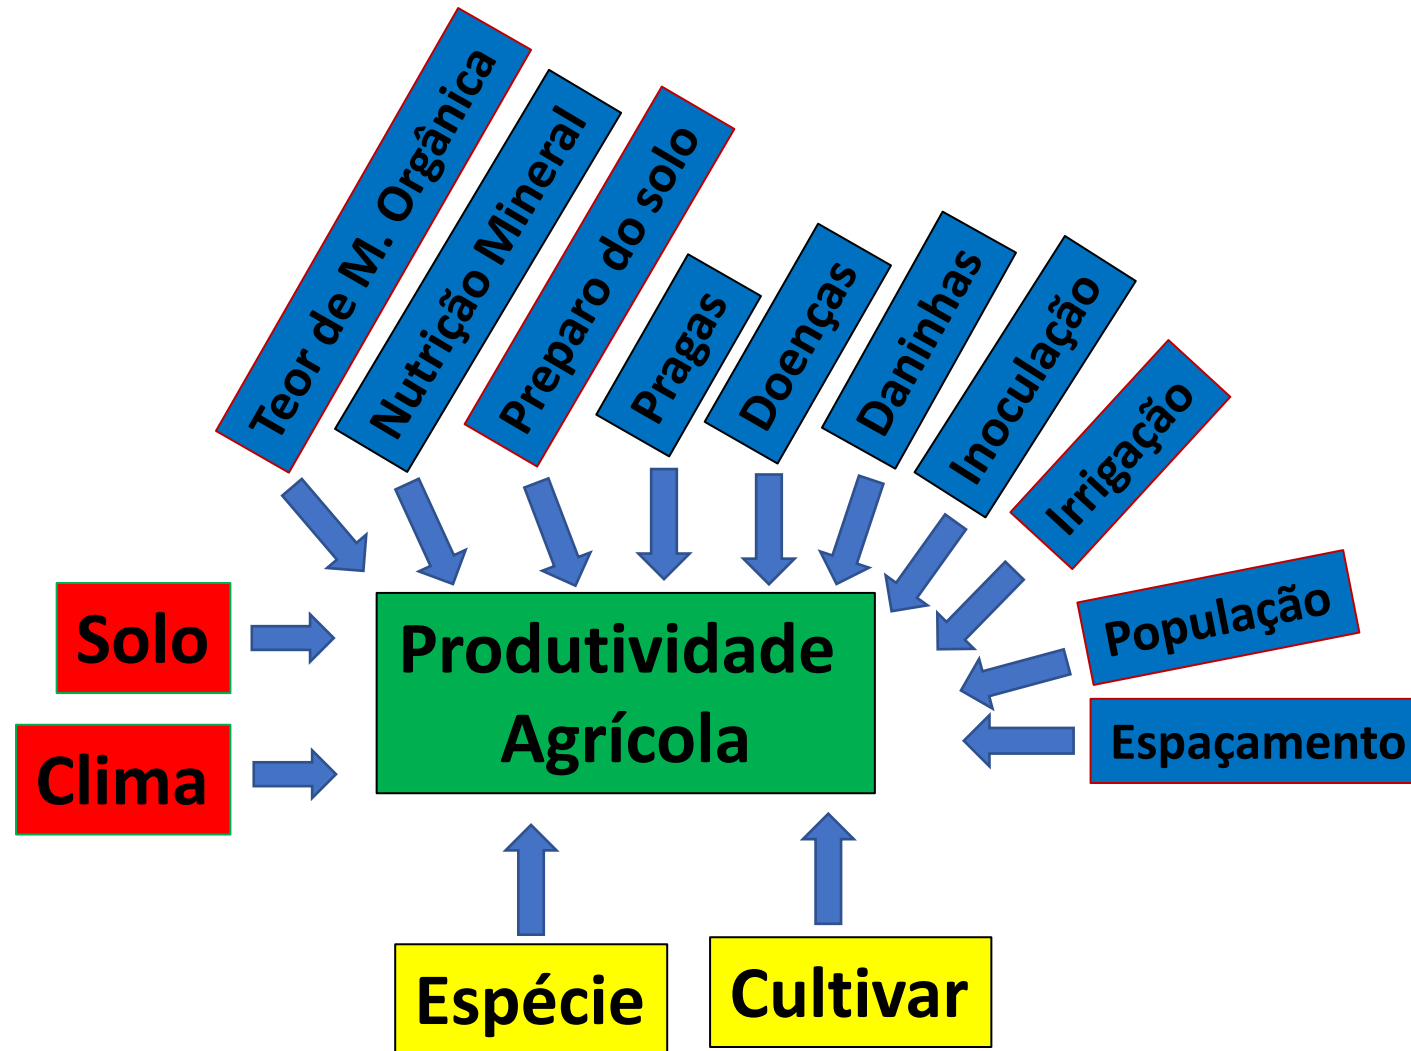 Teor de M. Orgânica
Nutrição Mineral
Preparo do solo
Pragas
Doenças
Daninhas
Inoculação
Irrigação
População
Espaçamento
Solo
Clima
Produtividade
Agrícola
Espécie
Cultivar